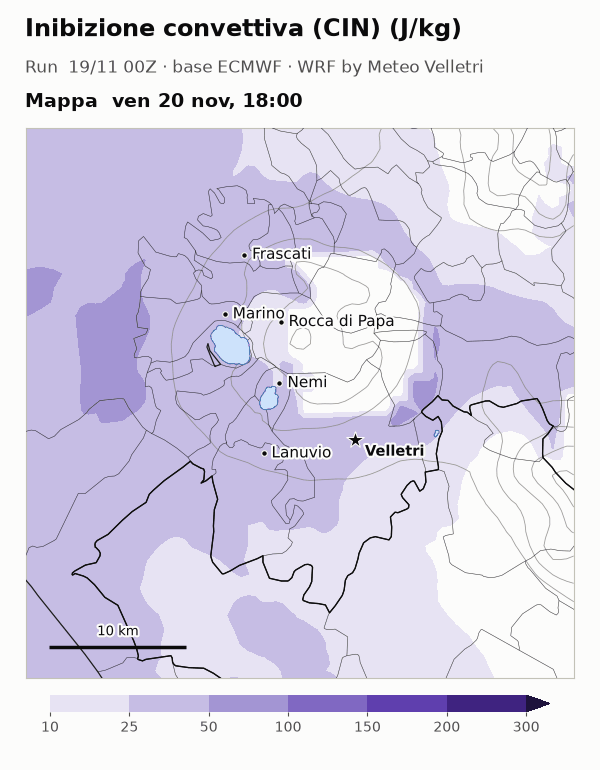 Inibizione convettiva (CIN) (J/kg)
Run  19/11 00Z · base ECMWF · WRF by Meteo Velletri
Mappa  ven 20 nov, 18:00
Frascati
Marino
Rocca di Papa
Nemi
Velletri
Lanuvio
10 km
10 25 50 100 150 200 300